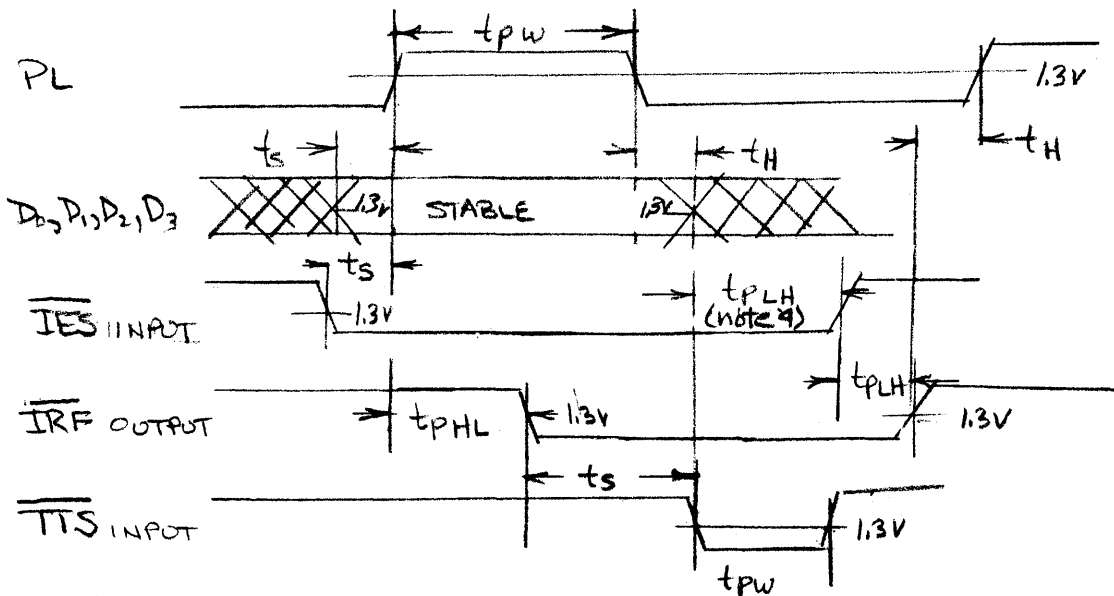 tPW
PL
1.3V
tS
tH
tH
D0, D1, D2, D3
1.3V
STABLE
1.3V
tS
tPLH
(note 4)
IES INPUT
1.3V
tPLH
IRF OUTPUT
tPHL
1.3V
1.3V
tS
TTS INPUT
1.3V
tPW